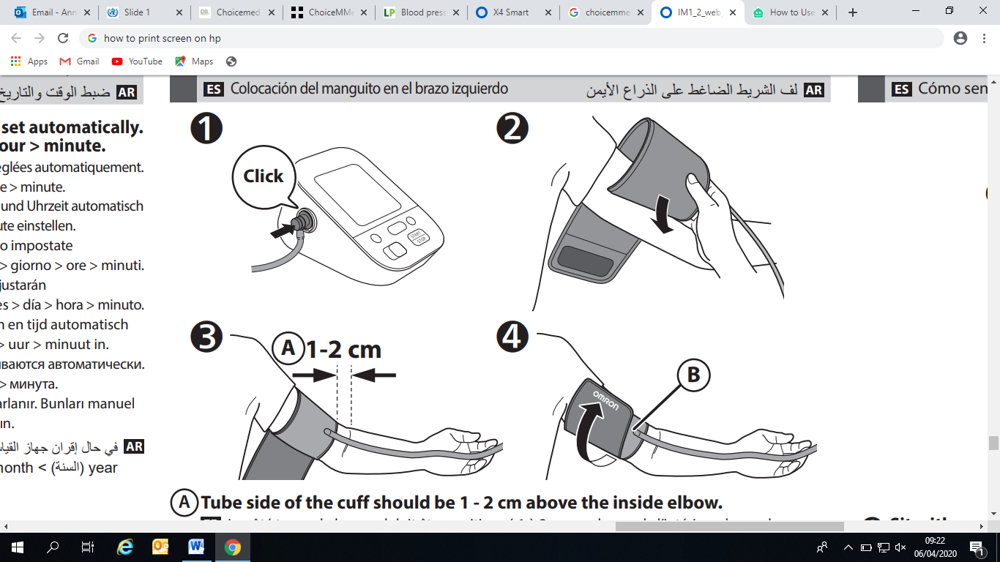 Email - Ann
Slide 1
Choicemed
ChoiceMMe
Blood press
X4 Smart
choicemme
IM1_2_web_
How to Use
how to print screen on hp
Apps
Gmail
YouTube
Maps
ضبط الوقت والتاريخ AR
set automatically.
our > minute.
églées automatiquement.
e > minute.
und Uhrzeit automatisch
ute einstellen.
o impostate
> giorno > ore > minuti.
justarán
es > día > hora > minuto.
n en tijd automatisch
> uur > minuut in.
ваются автоматически.
> минута.
arlanır. Bunları manuel
ın.
في حال إقران جهاز القيا AR
month < (السنة) year
ES Colocación del manguito en el brazo izquierdo
لف الشريط الضاغط على الذراع الأيمن AR
ES Cómo sen
1
Click
START
STOP
2
3
A 1-2 cm
4
B
OMRON
A Tube side of the cuff should be 1 - 2 cm above the inside elbow.
09:22
06/04/2020
1